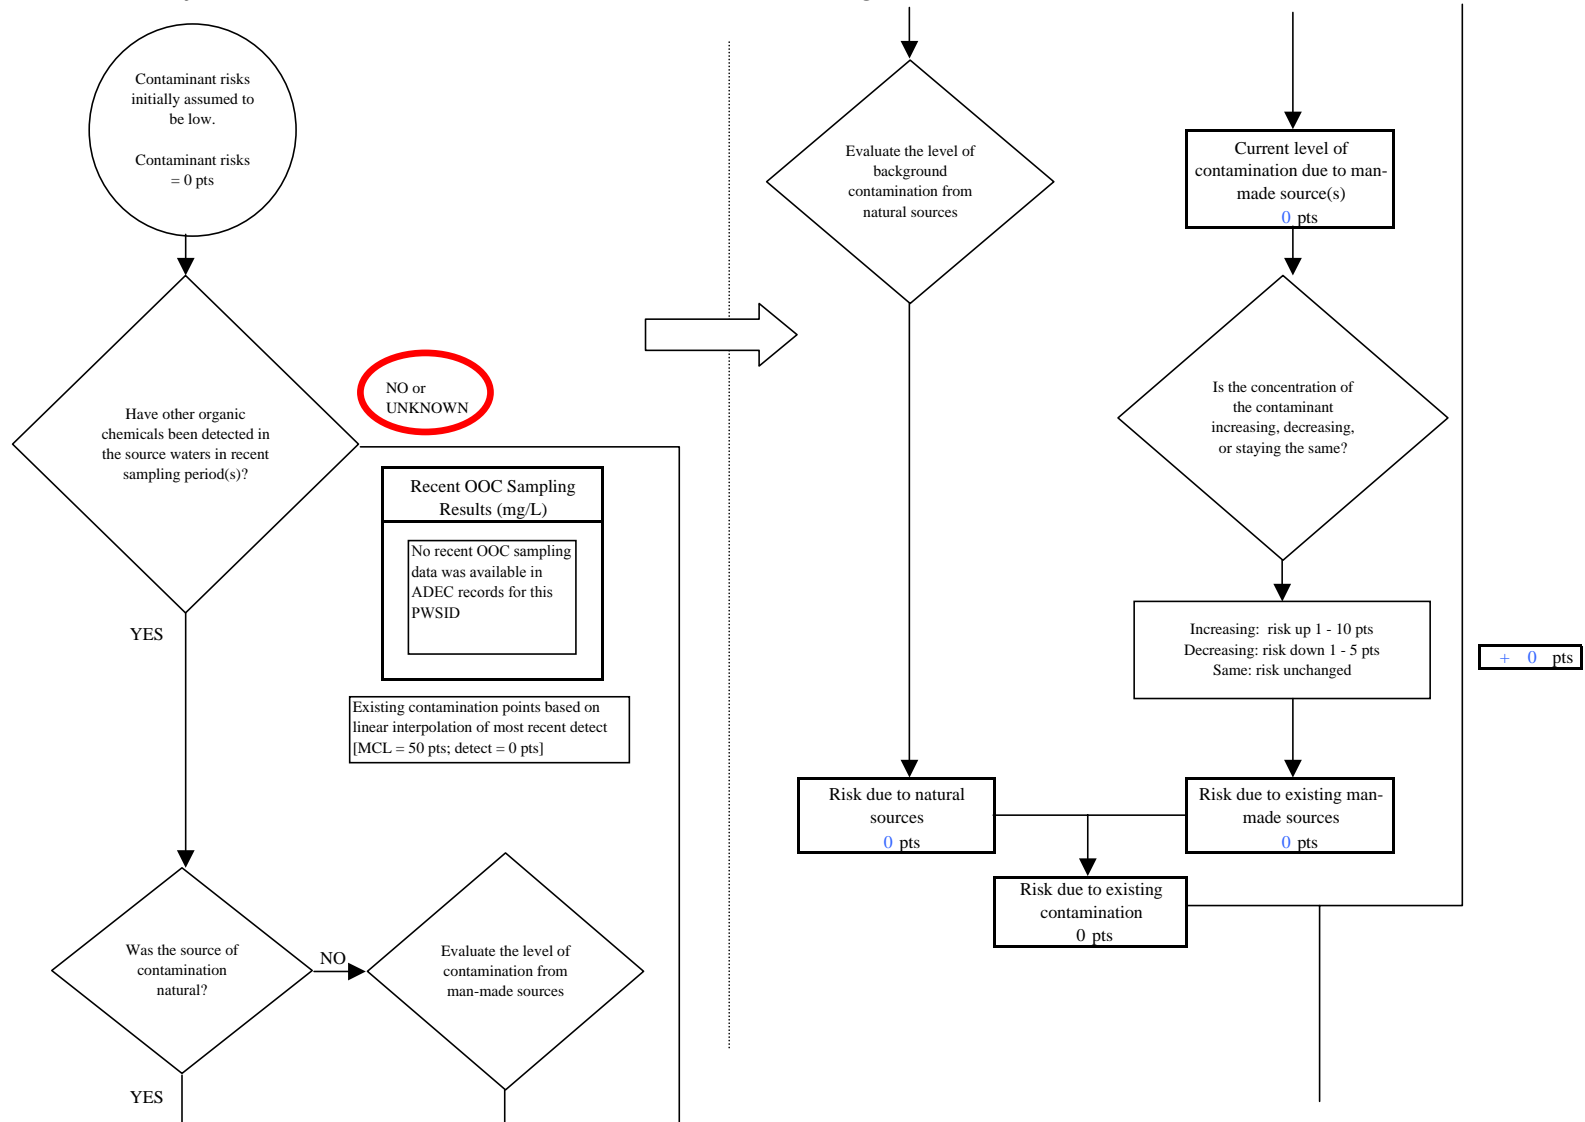 Contaminant risks
initially assumed to
be low.
Contaminant risks
= 0 pts
Have other organic
chemicals been detected in
the source waters in recent
sampling period(s)?
NO or
UNKNOWN
Recent OOC Sampling
Results (mg/L)
No recent OOC sampling
data was available in
ADEC records for this
PWSID
YES
Existing contamination points based on
linear interpolation of most recent detect
[MCL = 50 pts; detect = 0 pts]
Was the source of
contamination
natural?
NO
Evaluate the level of
contamination from
man-made sources
YES
Evaluate the level of
background
contamination from
natural sources
Current level of
contamination due to man-
made source(s)
0 pts
Is the concentration of
the contaminant
increasing, decreasing,
or staying the same?
Increasing: risk up 1 - 10 pts
Decreasing: risk down 1 - 5 pts
Same: risk unchanged
+ 0 pts
Risk due to natural
sources
0 pts
Risk due to existing man-
made sources
0 pts
Risk due to existing
contamination
0 pts